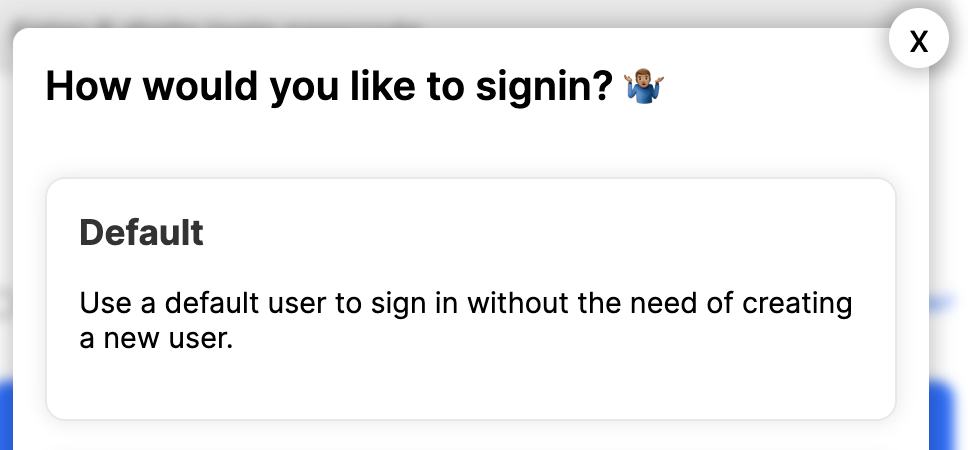 X
How would you like to signin? 🤷🏽‍♂️
Default
Use a default user to sign in without the need of creating
a new user.